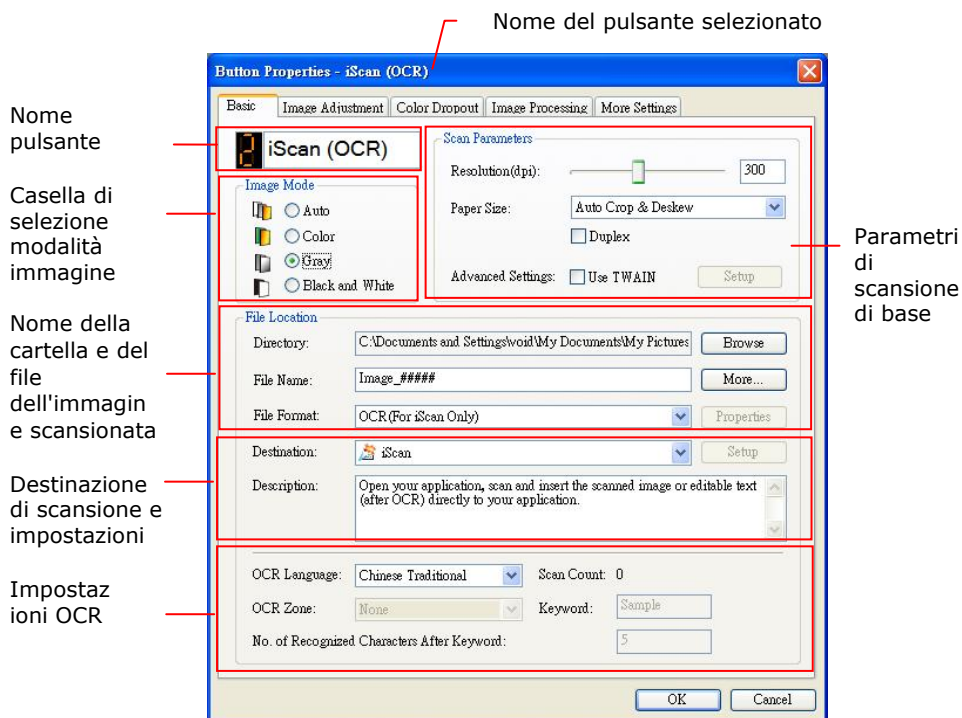 Nome del pulsante selezionato
Button Properties - iScan (OCR)
Basic Image Adjustment Color Dropout Image Processing More Settings
Nome
pulsante
2 iScan (OCR)
Casella di
selezione
modalità
immagine
Image Mode
Auto
Color
Gray
Black and White
Scan Parameters
Resolution(dpi): 300
Paper Size: Auto Crop & Deskew
Duplex
Advanced Settings: Use TWAIN Setup
Parametri
di
scansione
di base
Nome della
cartella e del
file
dell'immagin
e scansionata
File Location
Directory: C:\Documents and Settings\void\My Documents\My Pictures Browse
File Name: Image_##### More...
File Format: OCR(For iScan Only) Properties
Destinazione
di scansione e
impostazioni
Destination: iScan Setup
Description: Open your application, scan and insert the scanned image or editable text
(after OCR) directly to your application.
Impostaz
ioni OCR
OCR Language: Chinese Traditional Scan Count: 0
OCR Zone: None Keyword: Sample
No. of Recognized Characters After Keyword: 5
OK Cancel